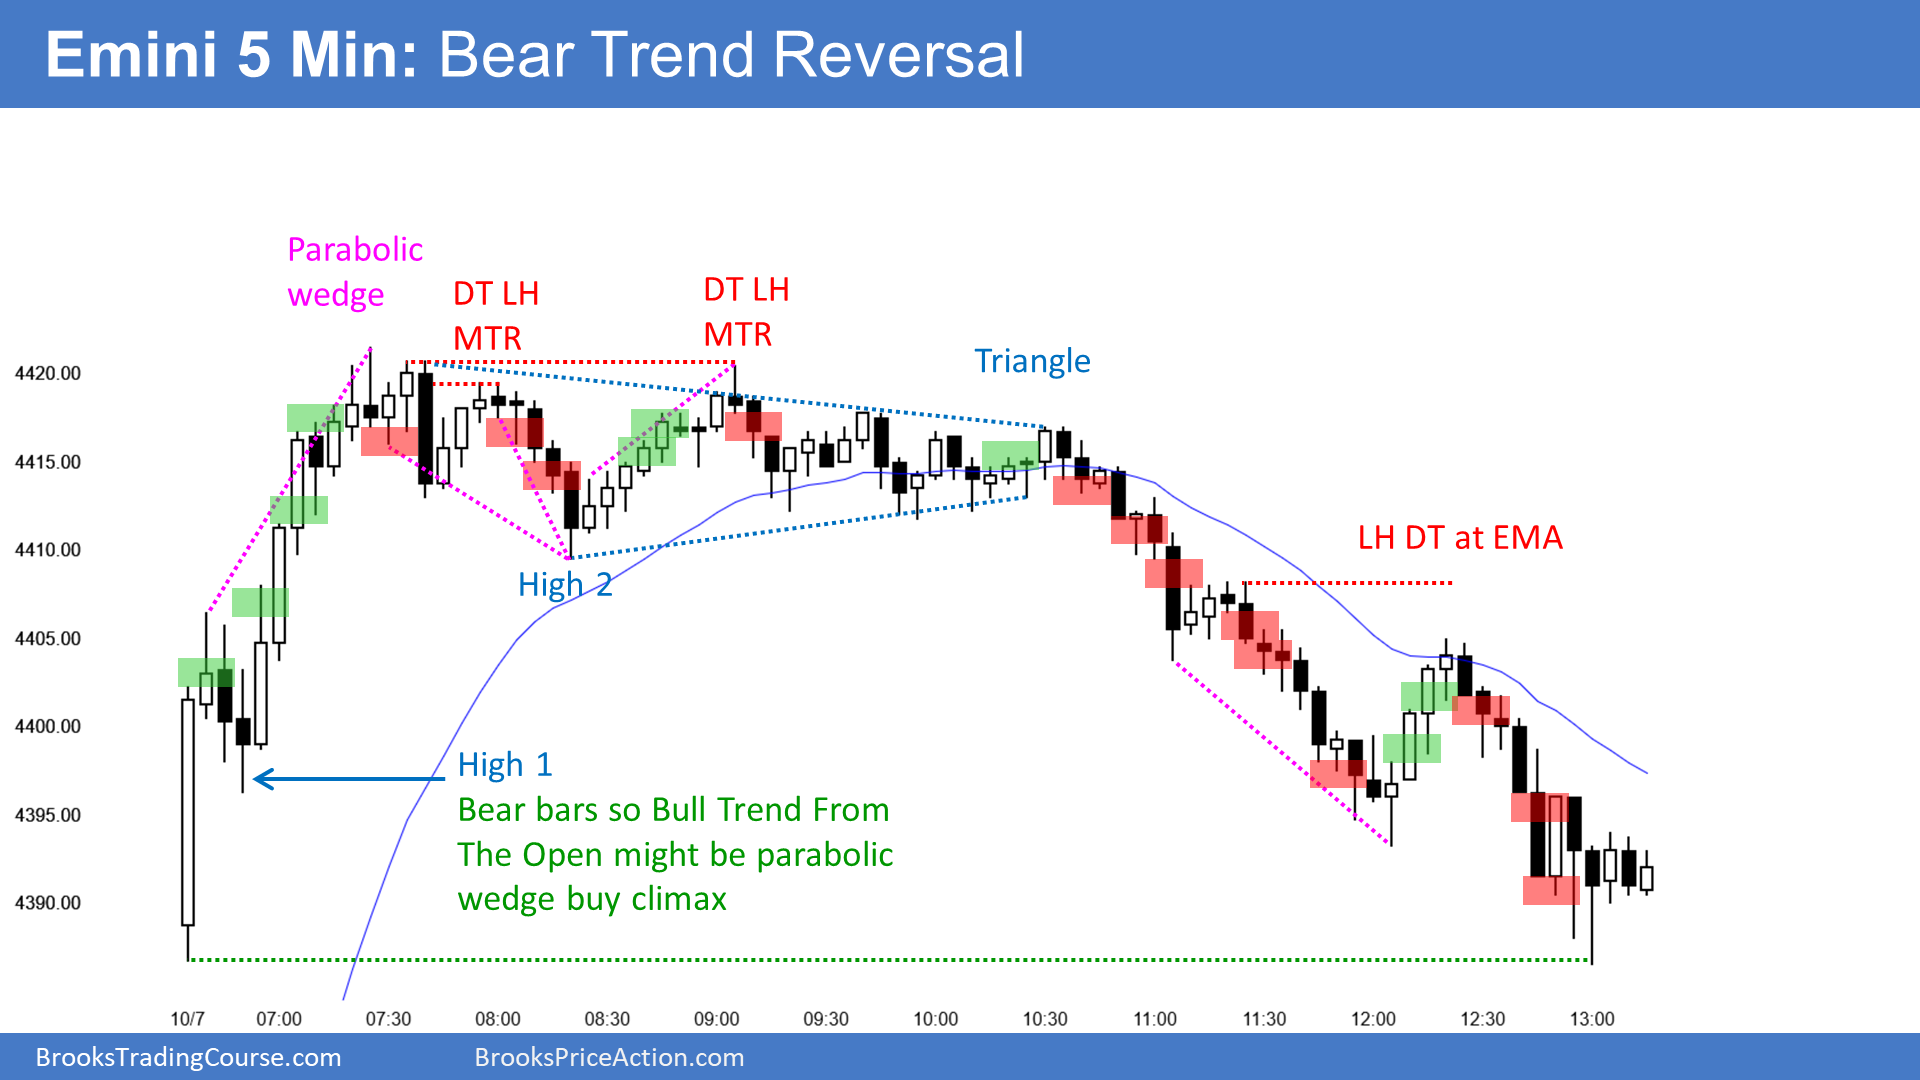 Emini 5 Min: Bear Trend Reversal
Parabolic
wedge
DT LH
MTR
DT LH
MTR
Triangle
High 2
LH DT at EMA
High 1
Bear bars so Bull Trend From
The Open might be parabolic
wedge buy climax
4420.00
4415.00
4410.00
4405.00
4400.00
4395.00
4390.00
10/7 07:00 07:30 08:00 08:30 09:00 09:30 10:00 10:30 11:00 11:30 12:00 12:30 13:00
BrooksTradingCourse.com BrooksPriceAction.com